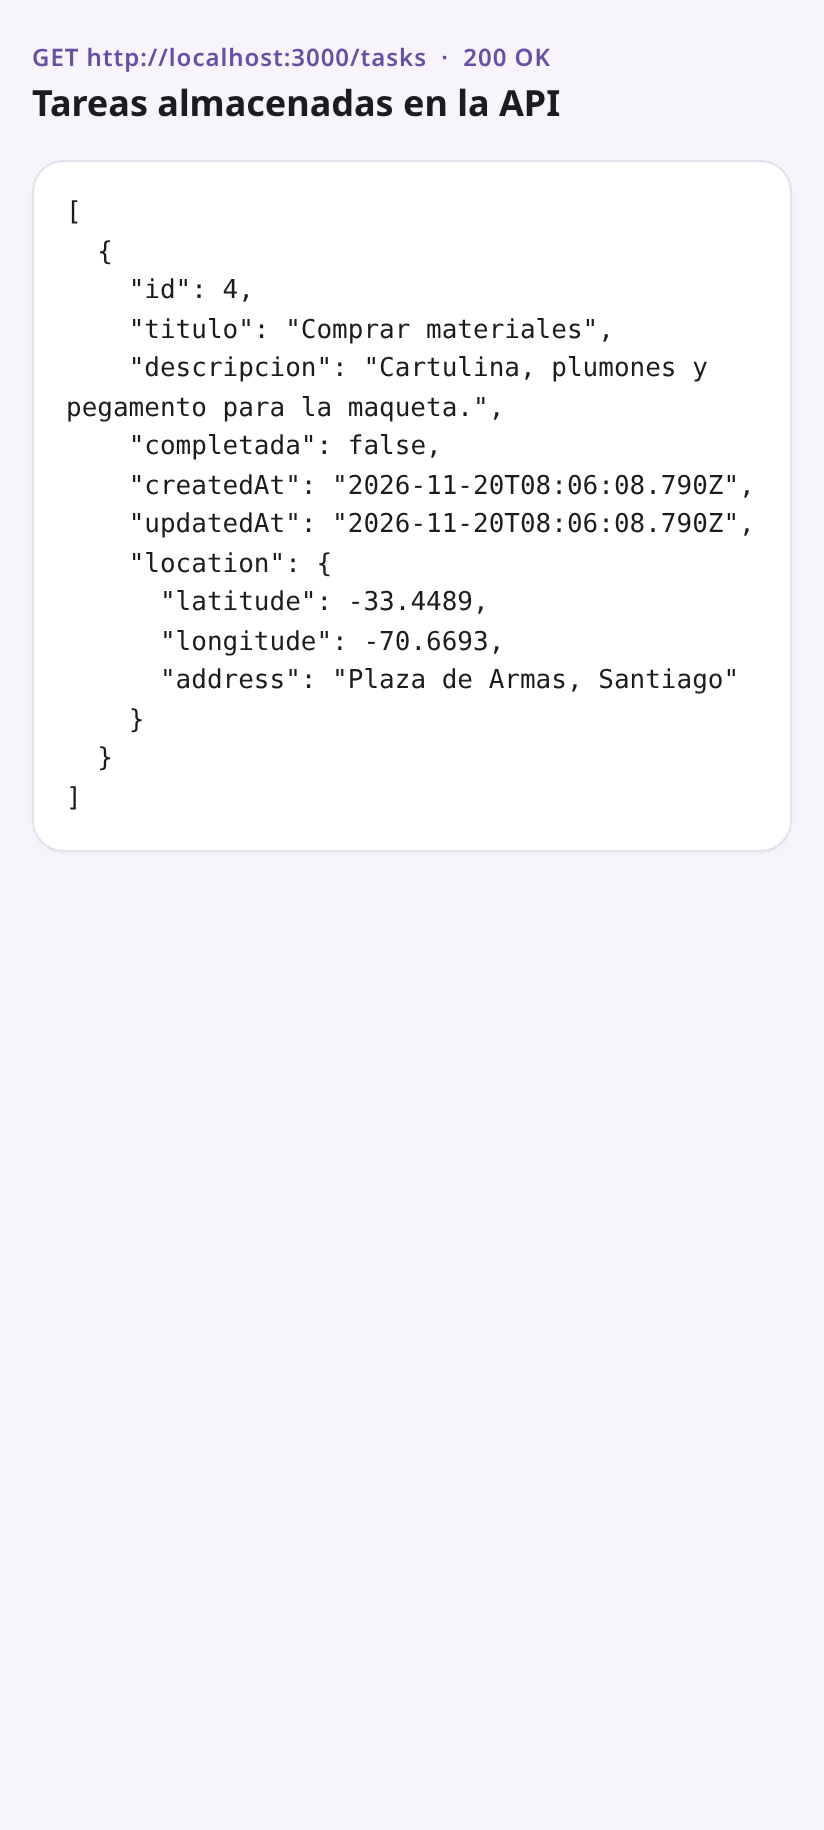 GET http://localhost:3000/tasks · 200 OK
Tareas almacenadas en la API
[
  {
    "id": 4,
    "titulo": "Comprar materiales",
    "descripcion": "Cartulina, plumones y
pegamento para la maqueta.",
    "completada": false,
    "createdAt": "2026-11-20T08:06:08.790Z",
    "updatedAt": "2026-11-20T08:06:08.790Z",
    "location": {
      "latitude": -33.4489,
      "longitude": -70.6693,
      "address": "Plaza de Armas, Santiago"
    }
  }
]